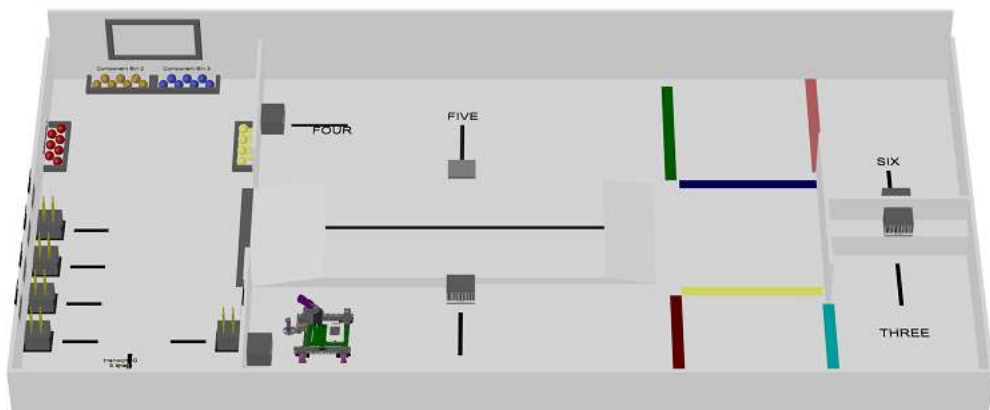 Component Bin 2
Component Bin 3
FOUR
FIVE
SIX
THREE